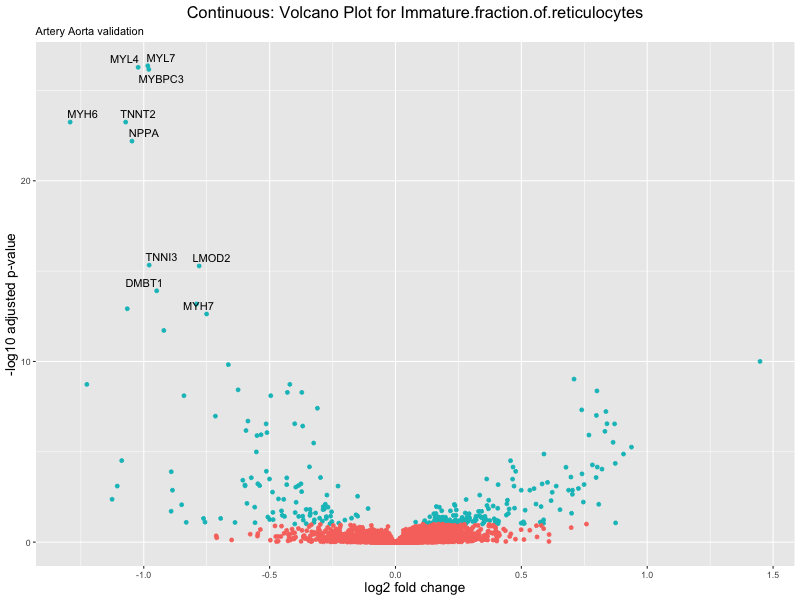 Continuous: Volcano Plot for Immature.fraction.of.reticulocytes
Artery Aorta validation
MYL4 MYL7
MYBPC3
MYH6 TNNT2
NPPA
20
TNNI3 LMOD2
DMBT1
MYH7
10
0
-log10 adjusted p-value
-1.0 -0.5 0.0 0.5 1.0 1.5
log2 fold change